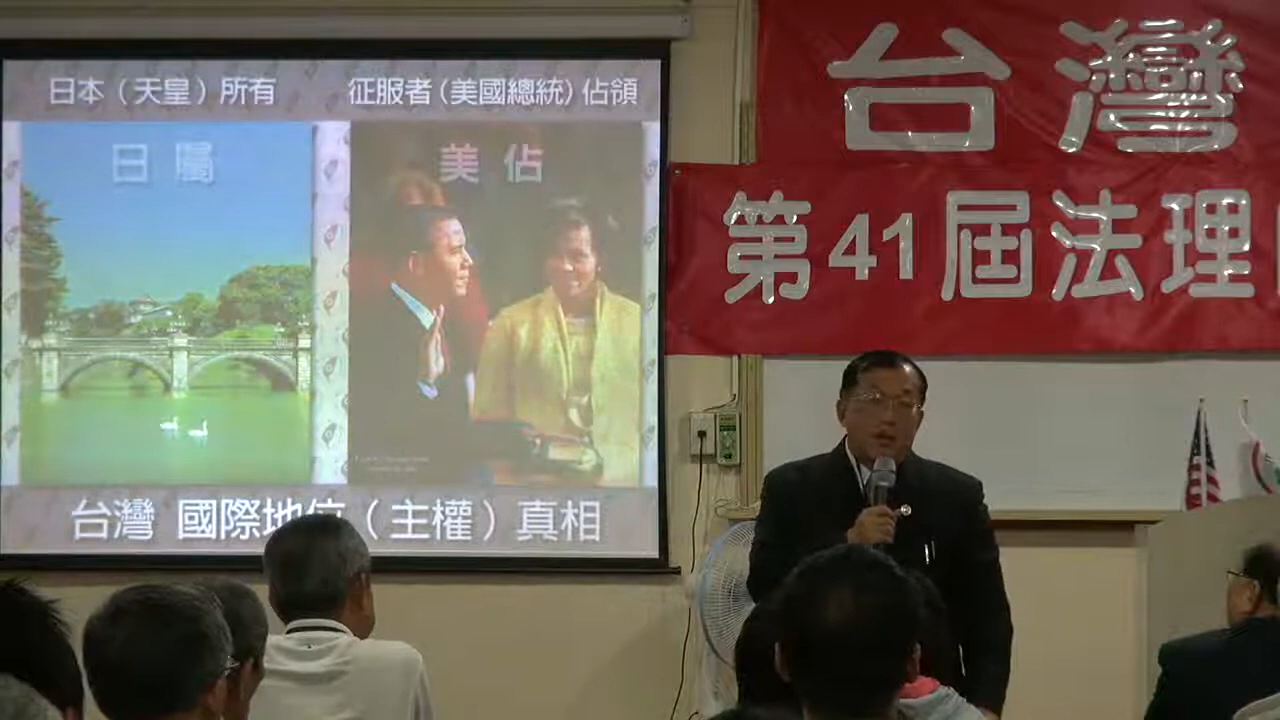 日本（天皇）所有
征服者（美國總統）佔領
日屬
美佔
台灣 國際地位（主權）真相
台灣
第41屆法理